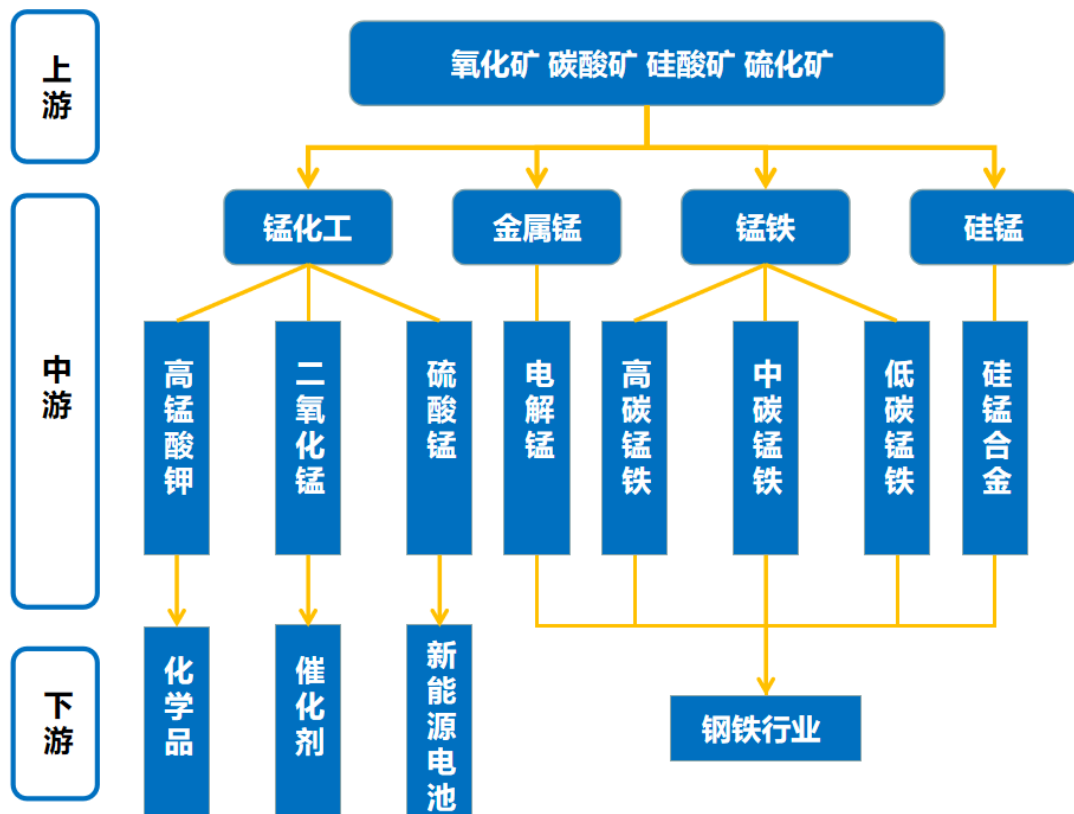 上游
氧化矿 碳酸矿 硅酸矿 硫化矿
中游
锰化工
金属锰
锰铁
硅锰
高锰酸钾
二氧化锰
硫酸锰
电解锰
高碳锰铁
中碳锰铁
低碳锰铁
硅锰合金
下游
化学品
催化剂
新能源电池
钢铁行业